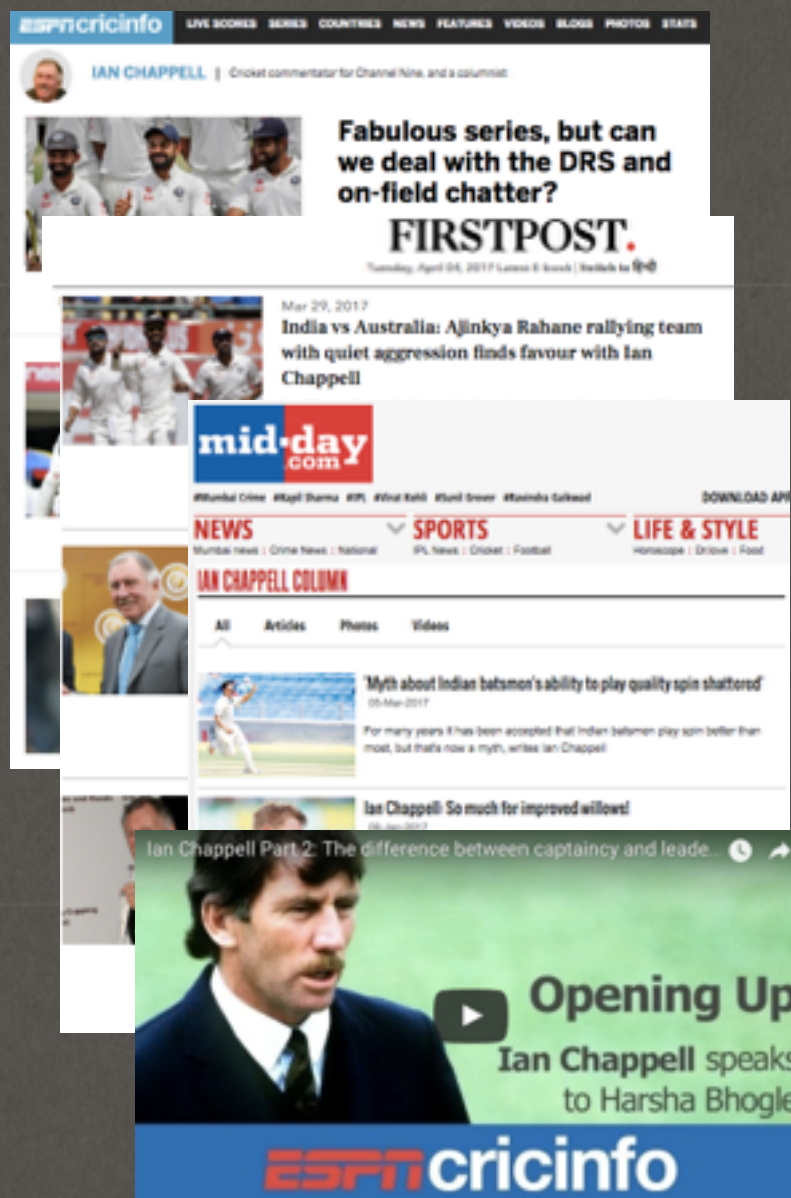 ESPNcricinfo LIVE SCORES SERIES COUNTRIES NEWS FEATURES VIDEOS BLOGS PHOTOS STATS
IAN CHAPPELL | Cricket commentator for Channel Nine, and a columnist
Fabulous series, but can
we deal with the DRS and
on-field chatter?
FIRSTPOST.
Tuesday, April 04, 2017 Latest E-book | Switch to हिन्दी
Mar 29, 2017
India vs Australia: Ajinkya Rahane rallying team
with quiet aggression finds favour with Ian
Chappell
mid-day
.com
#Mumbai Crime #Kapil Sharma #IPL #Virat Kohli #Sunil Grover #Ravindra Gaikwad DOWNLOAD APP
NEWS SPORTS LIFE & STYLE
Mumbai news : Crime News : National IPL News : Cricket : Football Horoscope : Dr.love : Food
IAN CHAPPELL COLUMN
All Articles Photos Videos
'Myth about Indian batsmen's ability to play quality spin shattered'
05-Mar-2017
For many years it has been accepted that Indian batsmen play spin better than
most, but that's now a myth, writes Ian Chappell
Ian Chappell: So much for improved willows!
Ian Chappell Part 2: The difference between captaincy and leade..
Opening Up
Ian Chappell speaks
to Harsha Bhogle
ESPNcricinfo